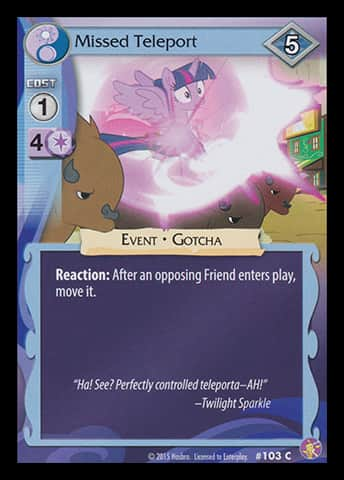 Missed Teleport
5
COST
1
4
EVENT • GOTCHA
Reaction: After an opposing Friend enters play,
move it.
"Ha! See? Perfectly controlled teleporta–AH!"
–Twilight Sparkle
© 2015 Hasbro. Licensed to Enterplay. #103 C